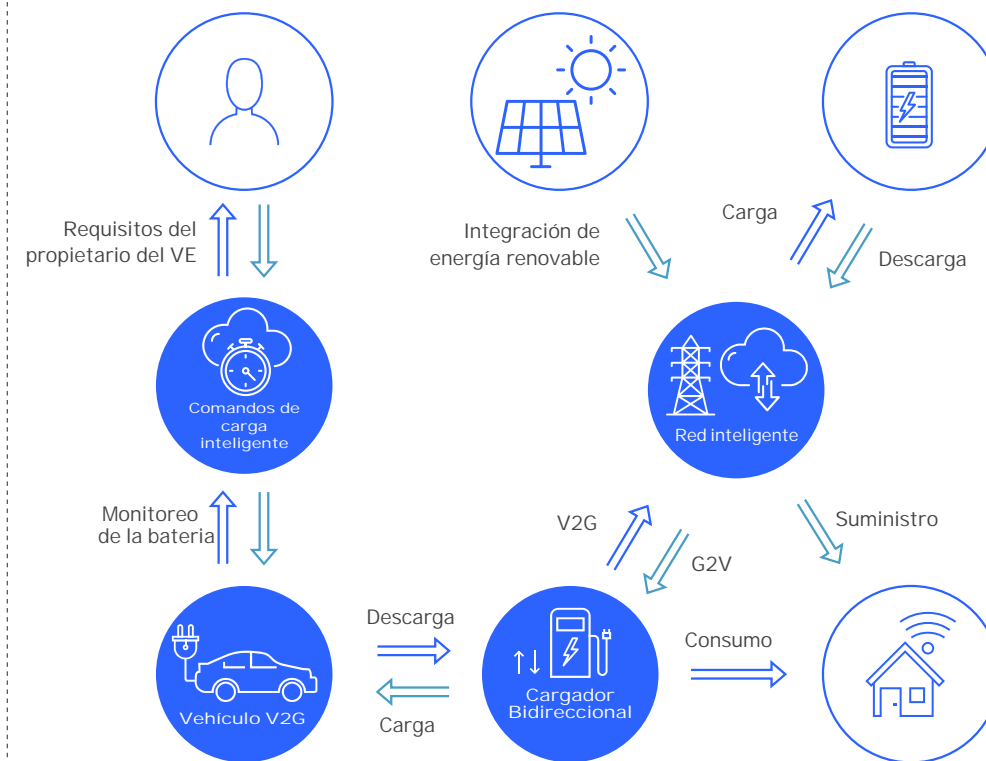 Requisitos del
propietario del VE
Integración de
energía renovable
Carga
Descarga
Comandos de
carga
inteligente
Red inteligente
Monitoreo
de la bateria
V2G
G2V
Suministro
Descarga
Carga
Consumo
Vehículo V2G
Cargador
Bidireccional